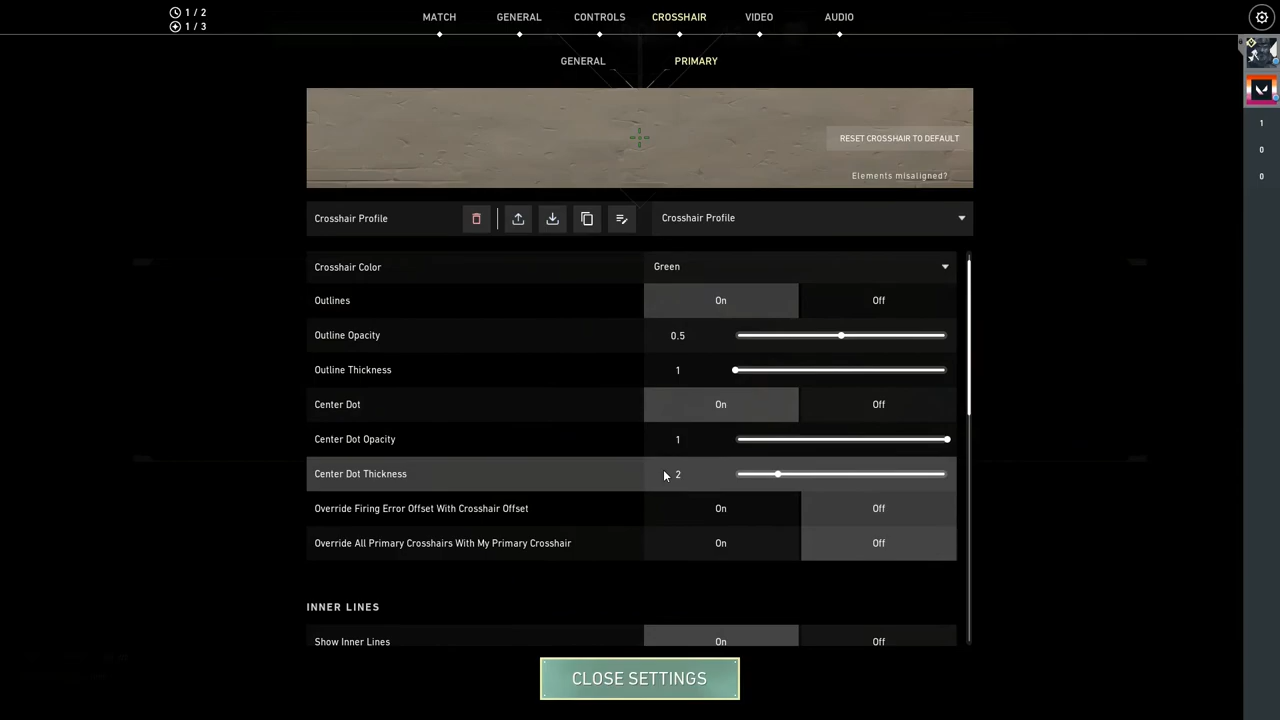 1 / 2
1 / 3
MATCH GENERAL CONTROLS CROSSHAIR VIDEO AUDIO
GENERAL PRIMARY
RESET CROSSHAIR TO DEFAULT
Elements misaligned?
Crosshair Profile Crosshair Profile
Crosshair Color Green
Outlines On Off
Outline Opacity 0.5
Outline Thickness 1
Center Dot On Off
Center Dot Opacity 1
Center Dot Thickness 2
Override Firing Error Offset With Crosshair Offset On Off
Override All Primary Crosshairs With My Primary Crosshair On Off
INNER LINES
Show Inner Lines On Off
CLOSE SETTINGS
1
0
0